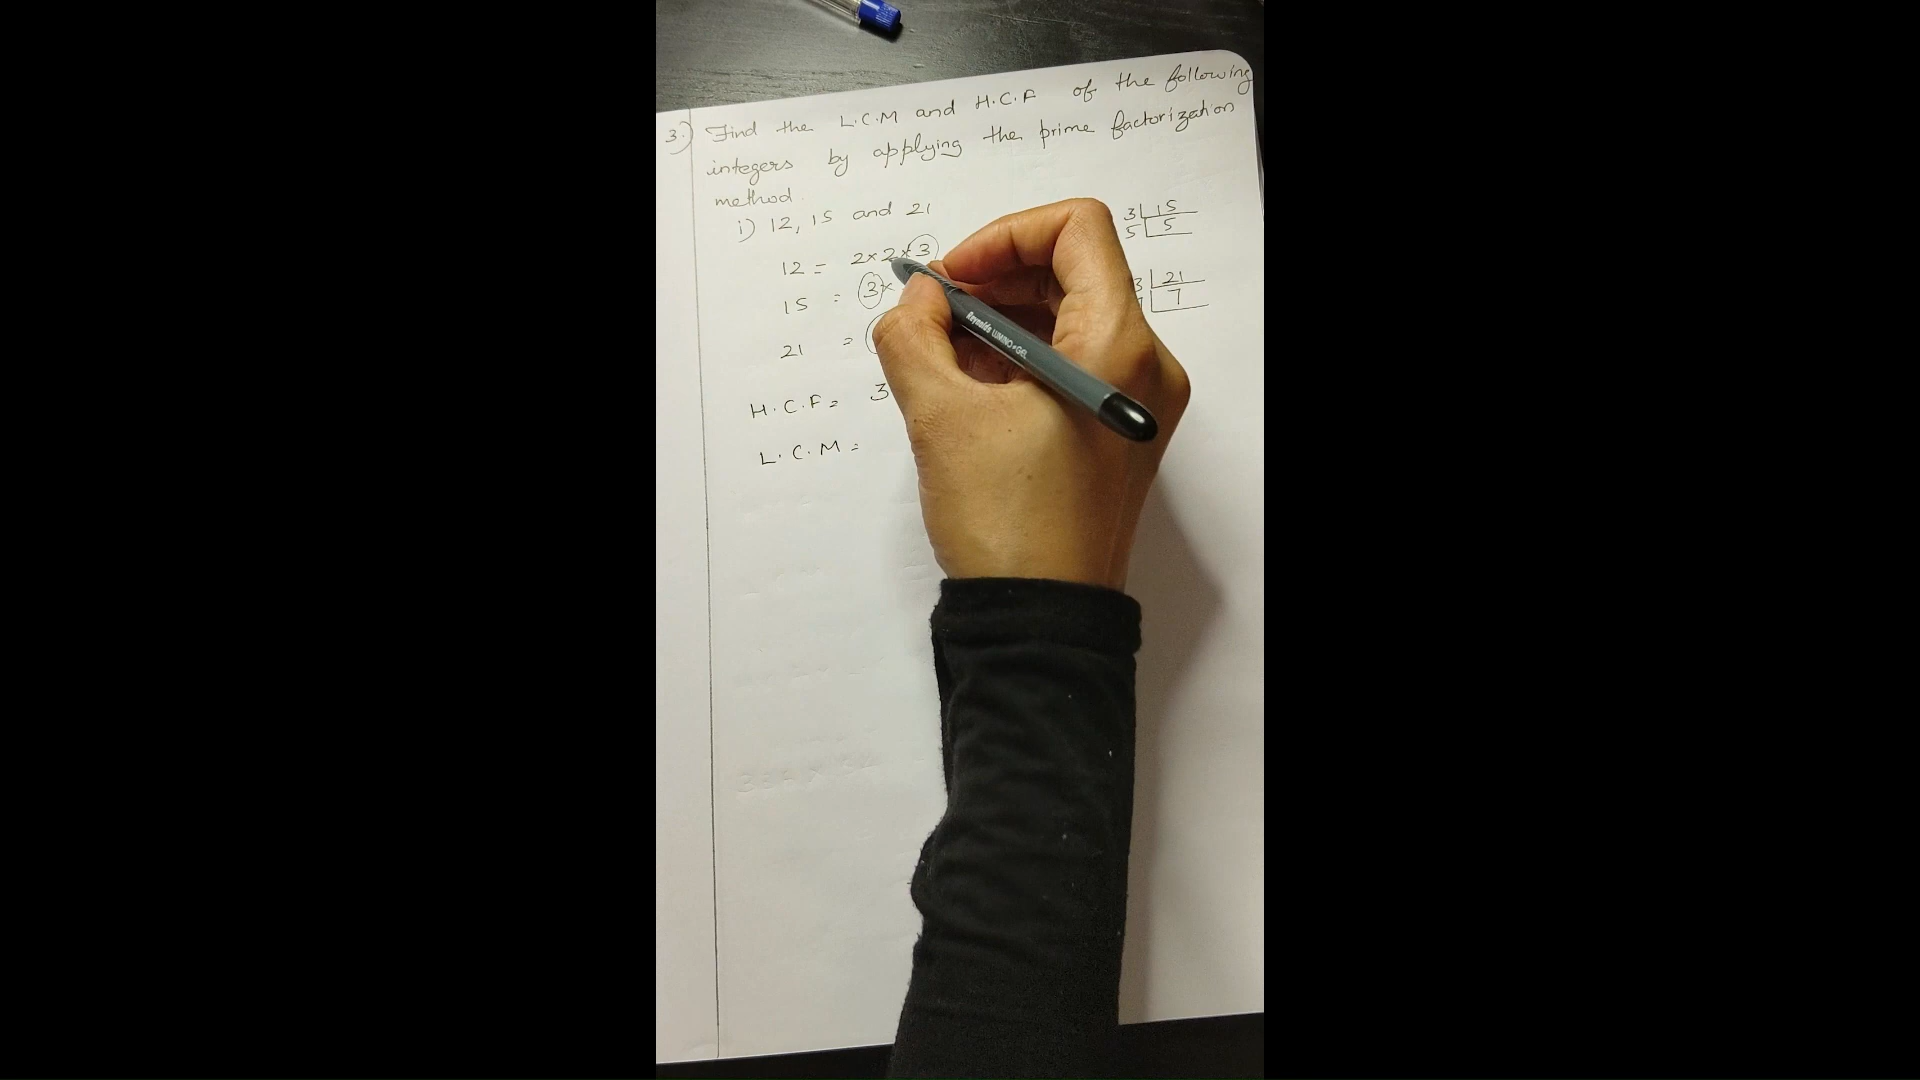 3.) Find the L.C.M and H.C.F of the following
integers by applying the prime factorization
method.
i) 12, 15 and 21
12 = 2×2×3
15 = 3×
21 =
H.C.F = 3
L.C.M =
3 15
5 5
3 21
7
Reynolds LUMINO+GEL